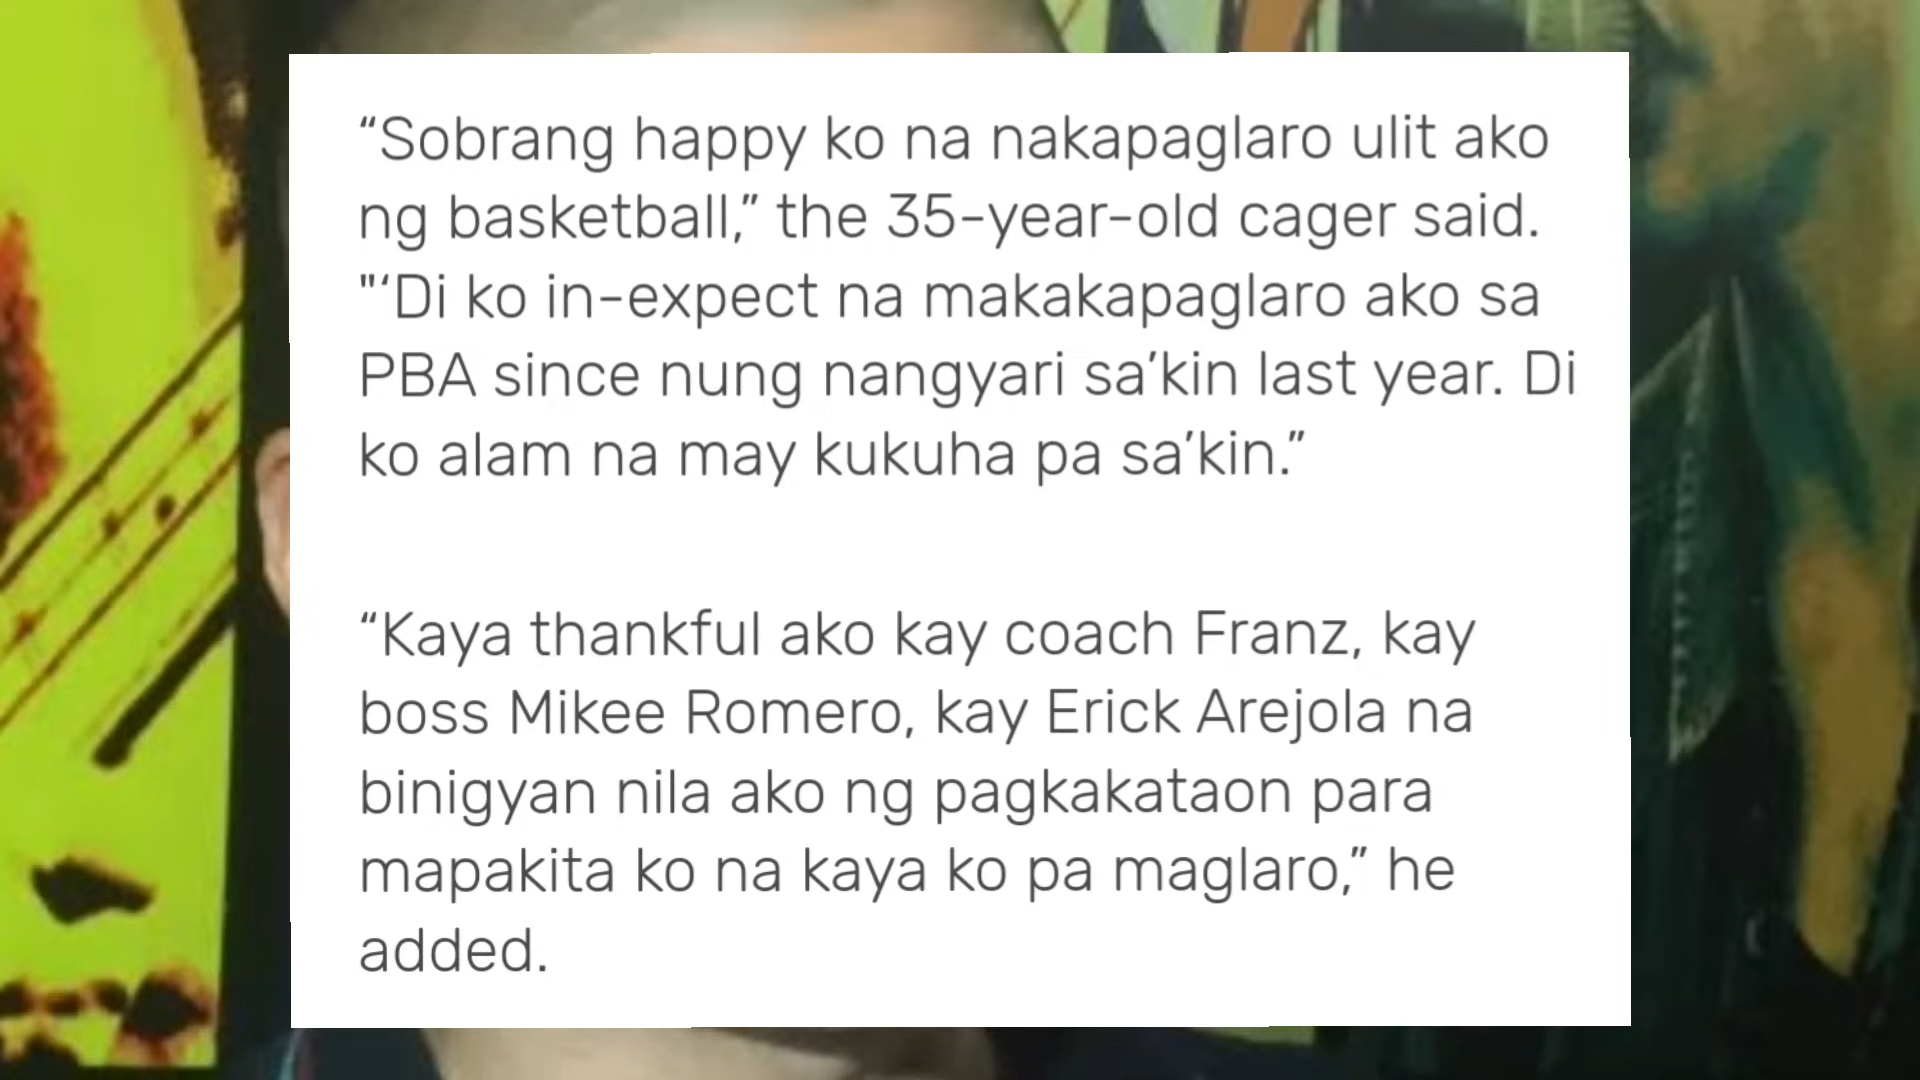 “Sobrang happy ko na nakapaglaro ulit ako
ng basketball,” the 35-year-old cager said.
"‘Di ko in-expect na makakapaglaro ako sa
PBA since nung nangyari sa’kin last year. Di
ko alam na may kukuha pa sa’kin.”
“Kaya thankful ako kay coach Franz, kay
boss Mikee Romero, kay Erick Arejola na
binigyan nila ako ng pagkakataon para
mapakita ko na kaya ko pa maglaro,” he
added.